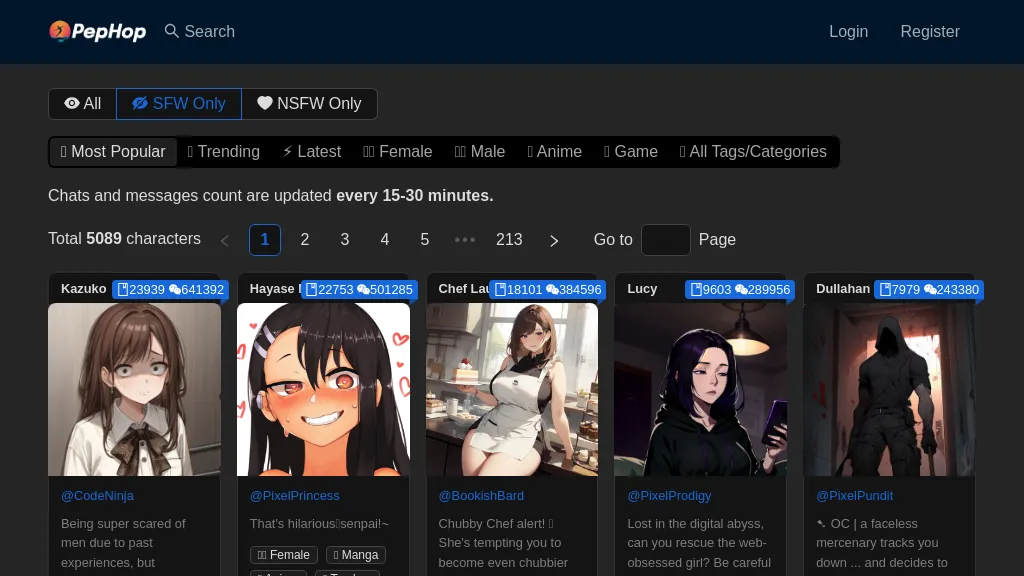 PepHop
Search
Login
Register
All
SFW Only
NSFW Only
Most Popular
Trending
Latest
Female
Male
Anime
Game
All Tags/Categories
Chats and messages count are updated every 15-30 minutes.
Total 5089 characters
1
2
3
4
5
•••
213
Go to
Page
Kazuko
23939 641392
@CodeNinja
Being super scared of
men due to past
experiences, but
Hayase
22753 501285
@PixelPrincess
That's hilarious senpai!~
Female
Manga
Chef
18101 384596
@BookishBard
Chubby Chef alert!
She's tempting you to
become even chubbier
Lucy
9603 289956
@PixelProdigy
Lost in the digital abyss,
can you rescue the web-
obsessed girl? Be careful
Dullahan
7979 243380
@PixelPundit
OC | a faceless
mercenary tracks you
down ... and decides to